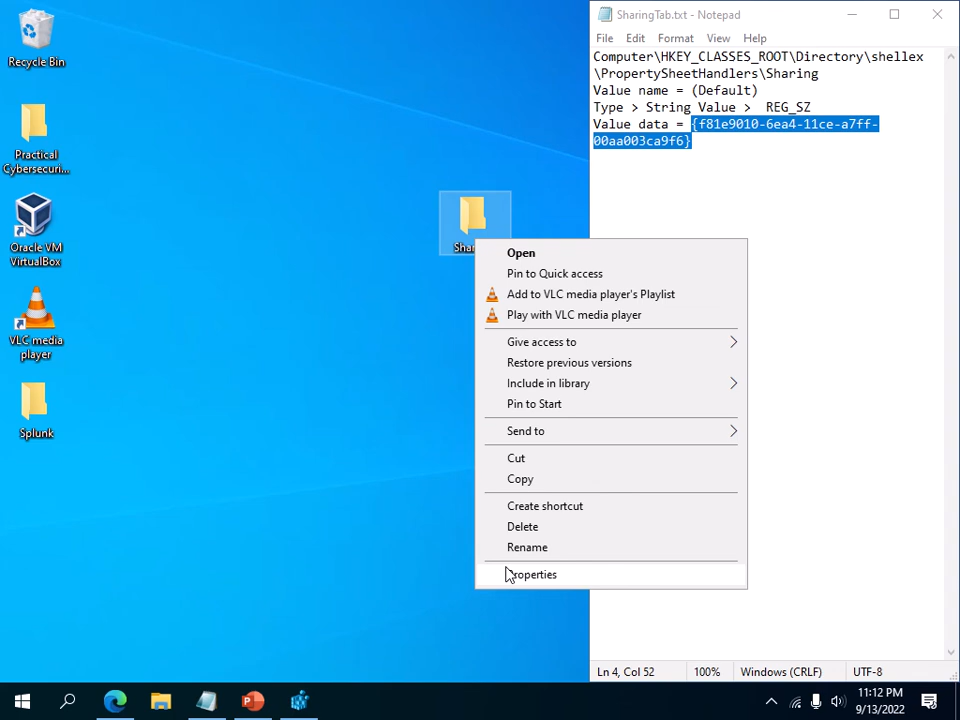 Recycle Bin
Practical
Cybersecuri...
Oracle VM
VirtualBox
VLC media
player
Splunk
SharingTab.txt - Notepad
File Edit Format View Help
Computer\HKEY_CLASSES_ROOT\Directory\shellex
\PropertySheetHandlers\Sharing
Value name = (Default)
Type > String Value > REG_SZ
Value data = {f81e9010-6ea4-11ce-a7ff-
00aa003ca9f6}
Open
Pin to Quick access
Add to VLC media player's Playlist
Play with VLC media player
Give access to
Restore previous versions
Include in library
Pin to Start
Send to
Cut
Copy
Create shortcut
Delete
Rename
Properties
Ln 4, Col 52 100% Windows (CRLF) UTF-8
11:12 PM
9/13/2022